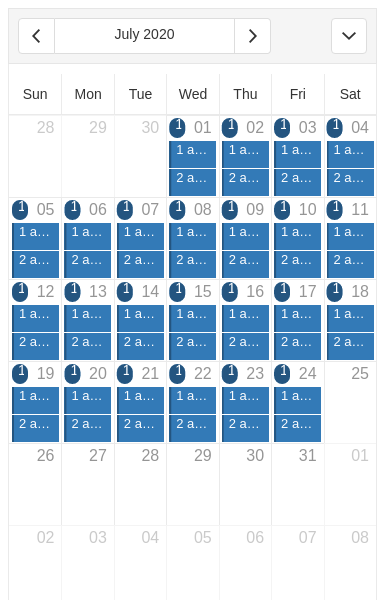 July 2020
Sun Mon Tue Wed Thu Fri Sat
28 29 30 1 01 1 02 1 03 1 04
1 a... 1 a... 1 a... 1 a...
2 a... 2 a... 2 a... 2 a...
1 05 1 06 1 07 1 08 1 09 1 10 1 11
1 a... 1 a... 1 a... 1 a... 1 a... 1 a... 1 a...
2 a... 2 a... 2 a... 2 a... 2 a... 2 a... 2 a...
1 12 1 13 1 14 1 15 1 16 1 17 1 18
1 a... 1 a... 1 a... 1 a... 1 a... 1 a... 1 a...
2 a... 2 a... 2 a... 2 a... 2 a... 2 a... 2 a...
1 19 1 20 1 21 1 22 1 23 1 24 25
1 a... 1 a... 1 a... 1 a... 1 a... 1 a...
2 a... 2 a... 2 a... 2 a... 2 a... 2 a...
26 27 28 29 30 31 01
02 03 04 05 06 07 08